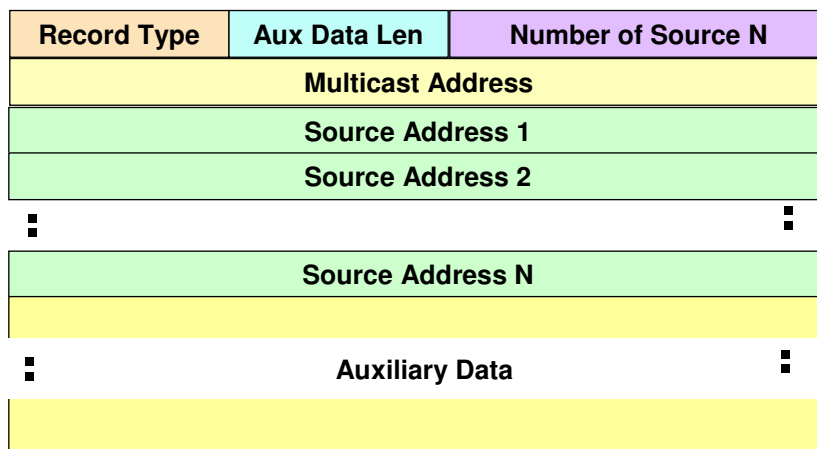 Record Type Aux Data Len Number of Source N
Multicast Address
Source Address 1
Source Address 2
Source Address N
Auxiliary Data